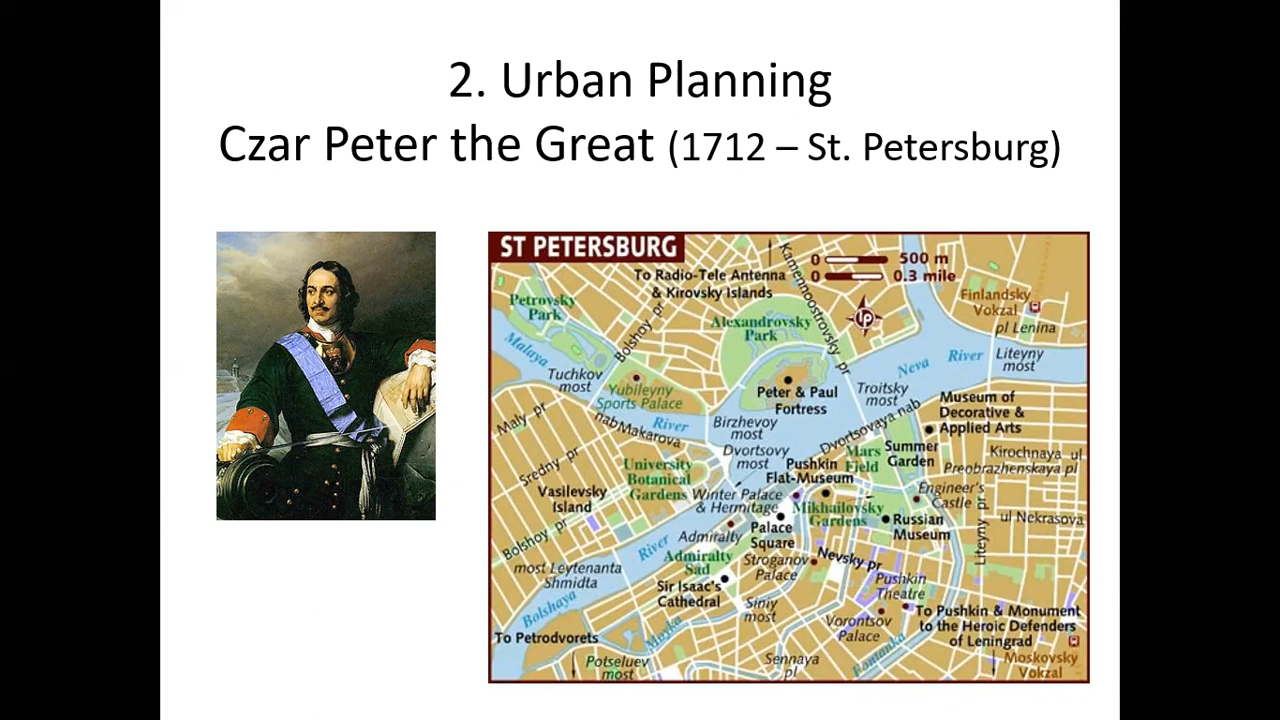 2. Urban Planning
Czar Peter the Great (1712 – St. Petersburg)
ST PETERSBURG
0 500 m
0 0.3 mile
To Radio-Tele Antenna
& Kirovsky Islands
Kamennoostrovsky pr
Petrovsky
Park
Alexandrovsky
Park
Finlandsky
Vokzal
pl Lenina
Bolshoy pr
Malaya
Neva River
Liteyny
most
Tuchkov
most
Yubileyny
Sports Palace
Peter & Paul
Fortress
Troitsky
most
Museum of
Decorative &
Applied Arts
Maly pr
nab Makarova
River
Birzhevoy
most
Dvortsovaya nab
Dvortsovy
most
Mars
Field
Summer
Garden
Kirochnaya ul
Preobrazhenskaya pl
Sredny pr
University
Botanical
Gardens
Pushkin
Flat-Museum
Vasilevsky
Island
Winter Palace
& Hermitage
Mikhailovsky
Gardens
Engineer's
Castle
Liteyny pr
ul Nekrasova
Bolshoy pr
River
Admiralty
Palace
Square
Russian
Museum
most Leytenanta
Shmidta
Admiralty
Sad
Stroganov
Palace
Nevsky pr
Pushkin
Theatre
Sir Isaac's
Cathedral
Siniy
most
Bolshaya
Vorontsov
Palace
To Pushkin & Monument
to the Heroic Defenders
of Leningrad
To Petrodvorets
Moyka
Fontanka
Potseluev
most
Sennaya
pl
Moskovsky
Vokzal
lp